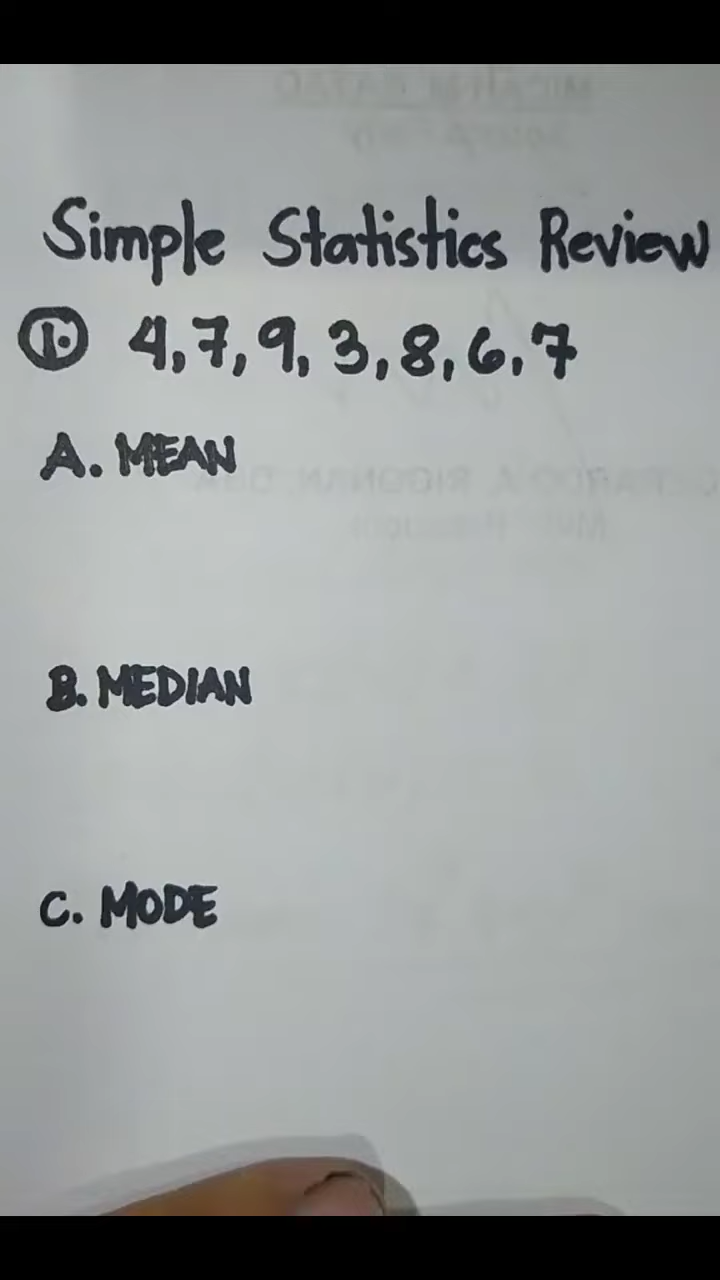 Simple Statistics Review
1. 4, 7, 9, 3, 8, 6, 7
A. MEAN
B. MEDIAN
C. MODE